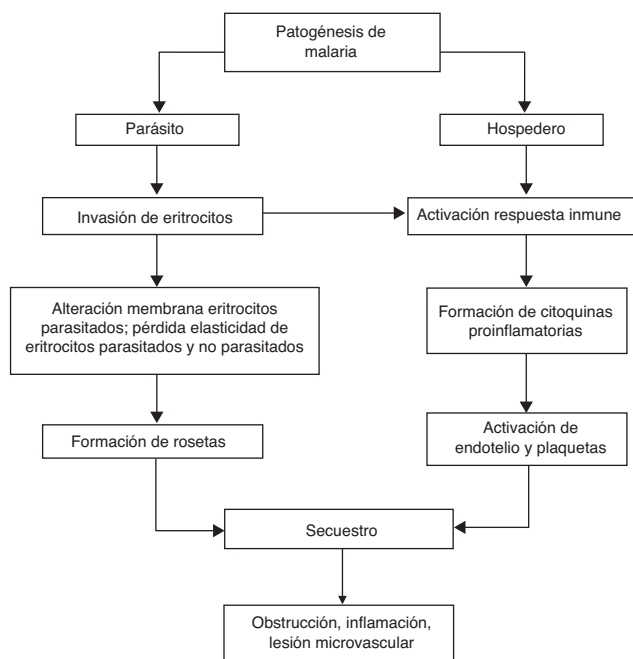 Patogénesis de
malaria
Parásito
Hospedero
Invasión de eritrocitos
Activación respuesta inmune
Alteración membrana eritrocitos
parasitados; pérdida elasticidad de
eritrocitos parasitados y no parasitados
Formación de citoquinas
proinflamatorias
Formación de rosetas
Activación de
endotelio y plaquetas
Secuestro
Obstrucción, inflamación,
lesión microvascular